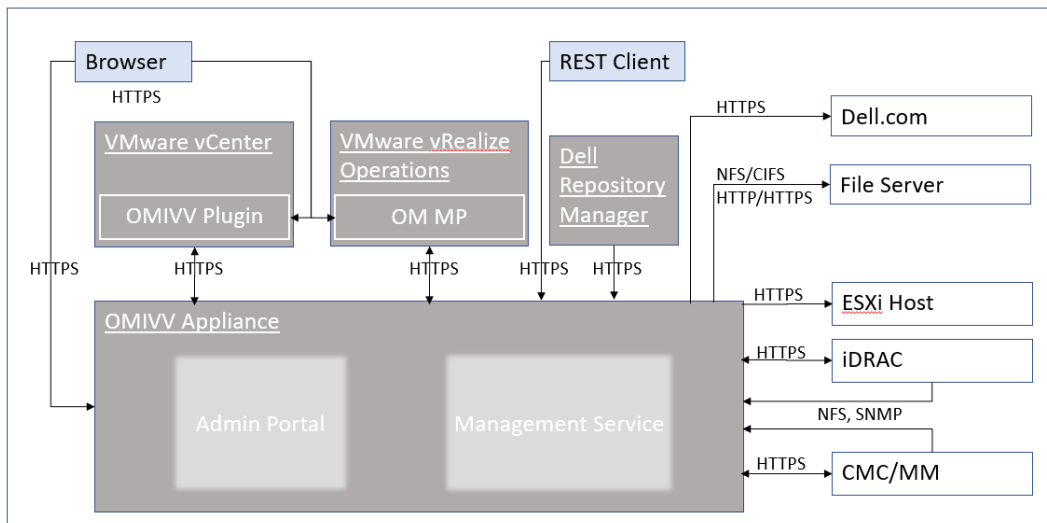 Browser
HTTPS
REST Client
VMware vCenter
OMIVV Plugin
VMware vRealize
Operations
OM MP
Dell
Repository
Manager
HTTPS
Dell.com
NFS/CIFS
HTTP/HTTPS
File Server
HTTPS
HTTPS
HTTPS
HTTPS
HTTPS
ESXi Host
OMIVV Appliance
Admin Portal
Management Service
HTTPS
iDRAC
NFS, SNMP
HTTPS
CMC/MM